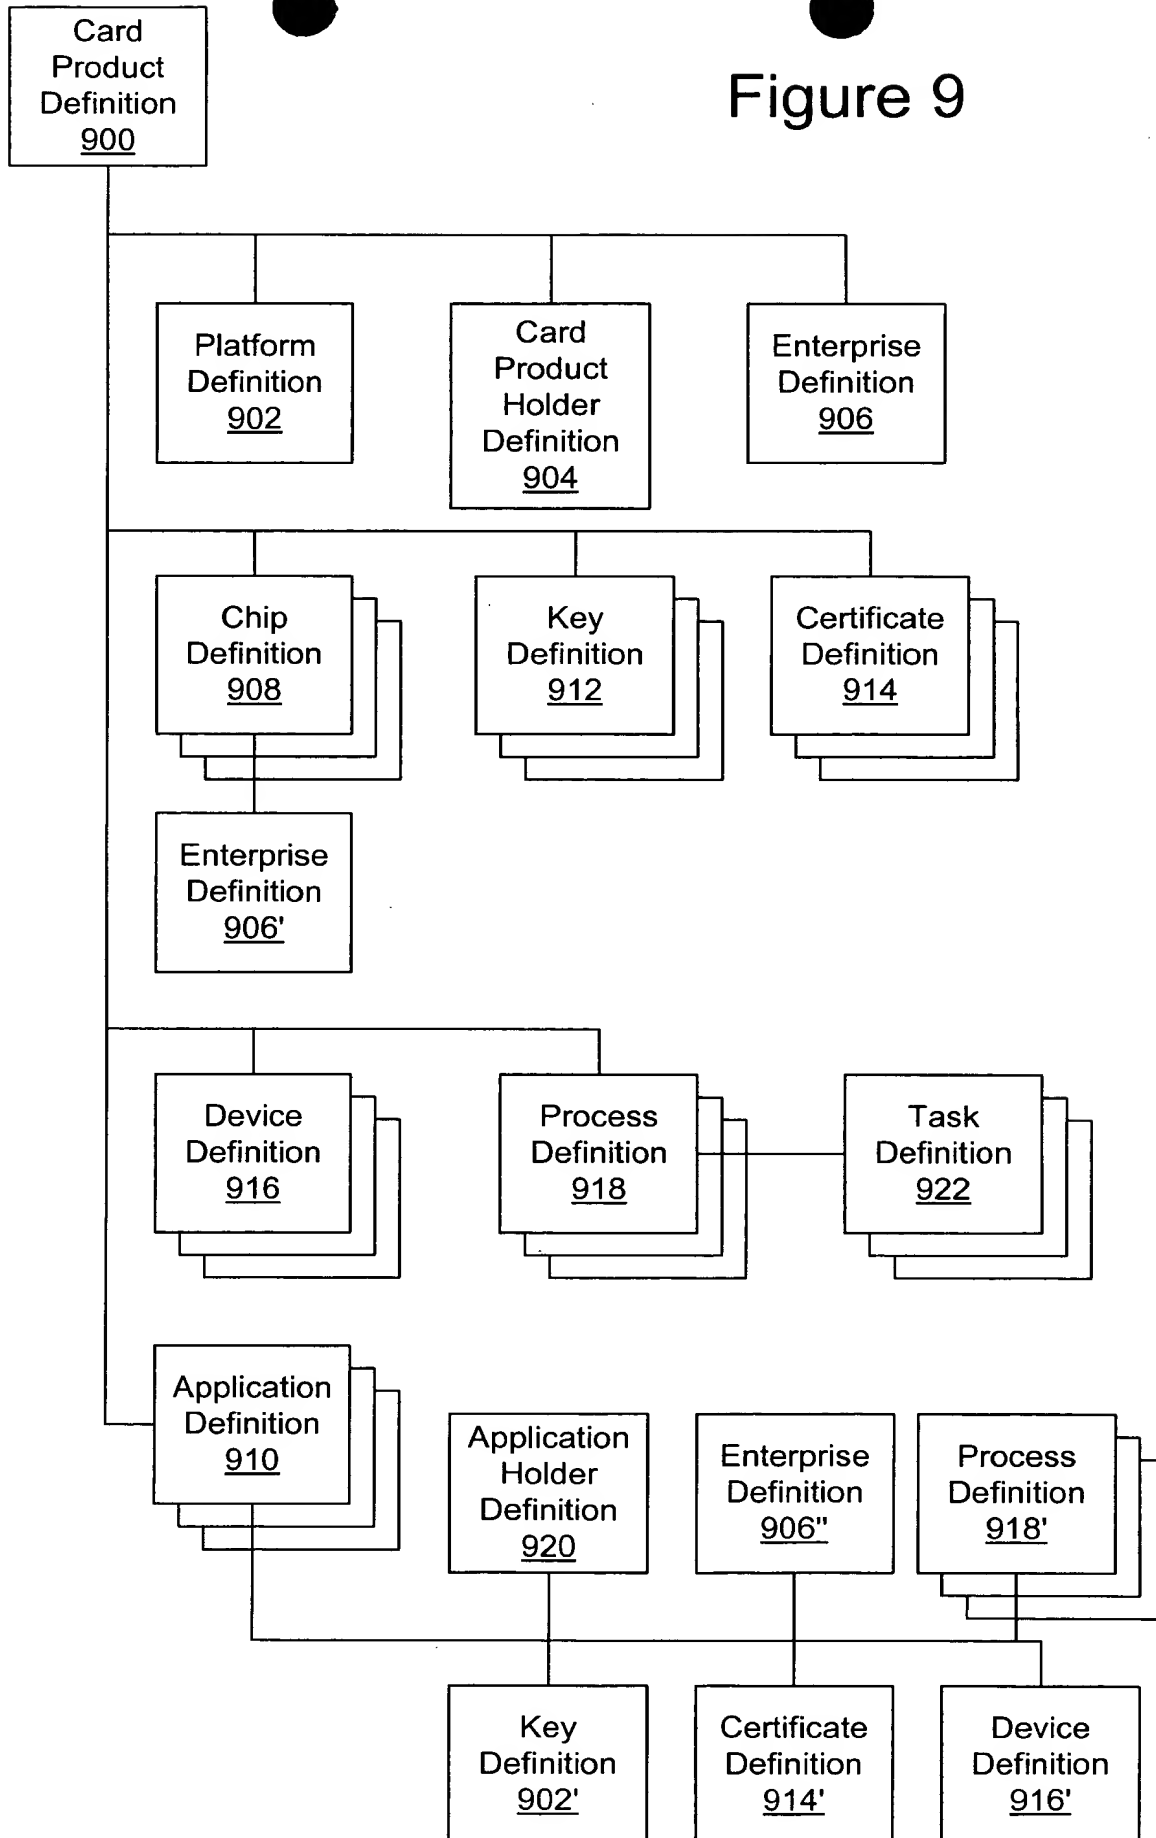 Card
Product
Definition
900
Figure 9
Platform
Definition
902
Card
Product
Holder
Definition
904
Enterprise
Definition
906
Chip
Definition
908
Key
Definition
912
Certificate
Definition
914
Enterprise
Definition
906'
Device
Definition
916
Process
Definition
918
Task
Definition
922
Application
Definition
910
Application
Holder
Definition
920
Enterprise
Definition
906"
Process
Definition
918'
Key
Definition
902'
Certificate
Definition
914'
Device
Definition
916'